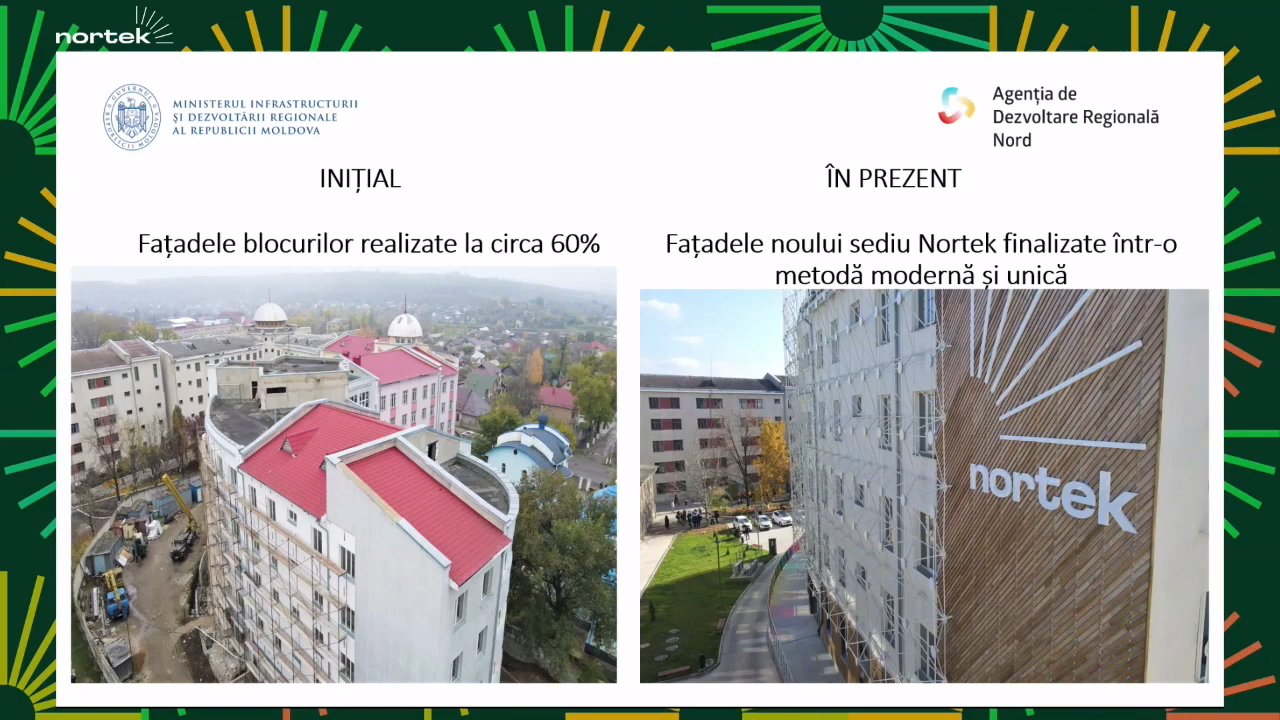 nortek
MINISTERUL INFRASTRUCTURII
ȘI DEZVOLTĂRII REGIONALE
AL REPUBLICII MOLDOVA
Agenția de
Dezvoltare Regională
Nord
INIȚIAL
ÎN PREZENT
Fațadele blocurilor realizate la circa 60%
Fațadele noului sediu Nortek finalizate într-o
metodă modernă și unică
nortek